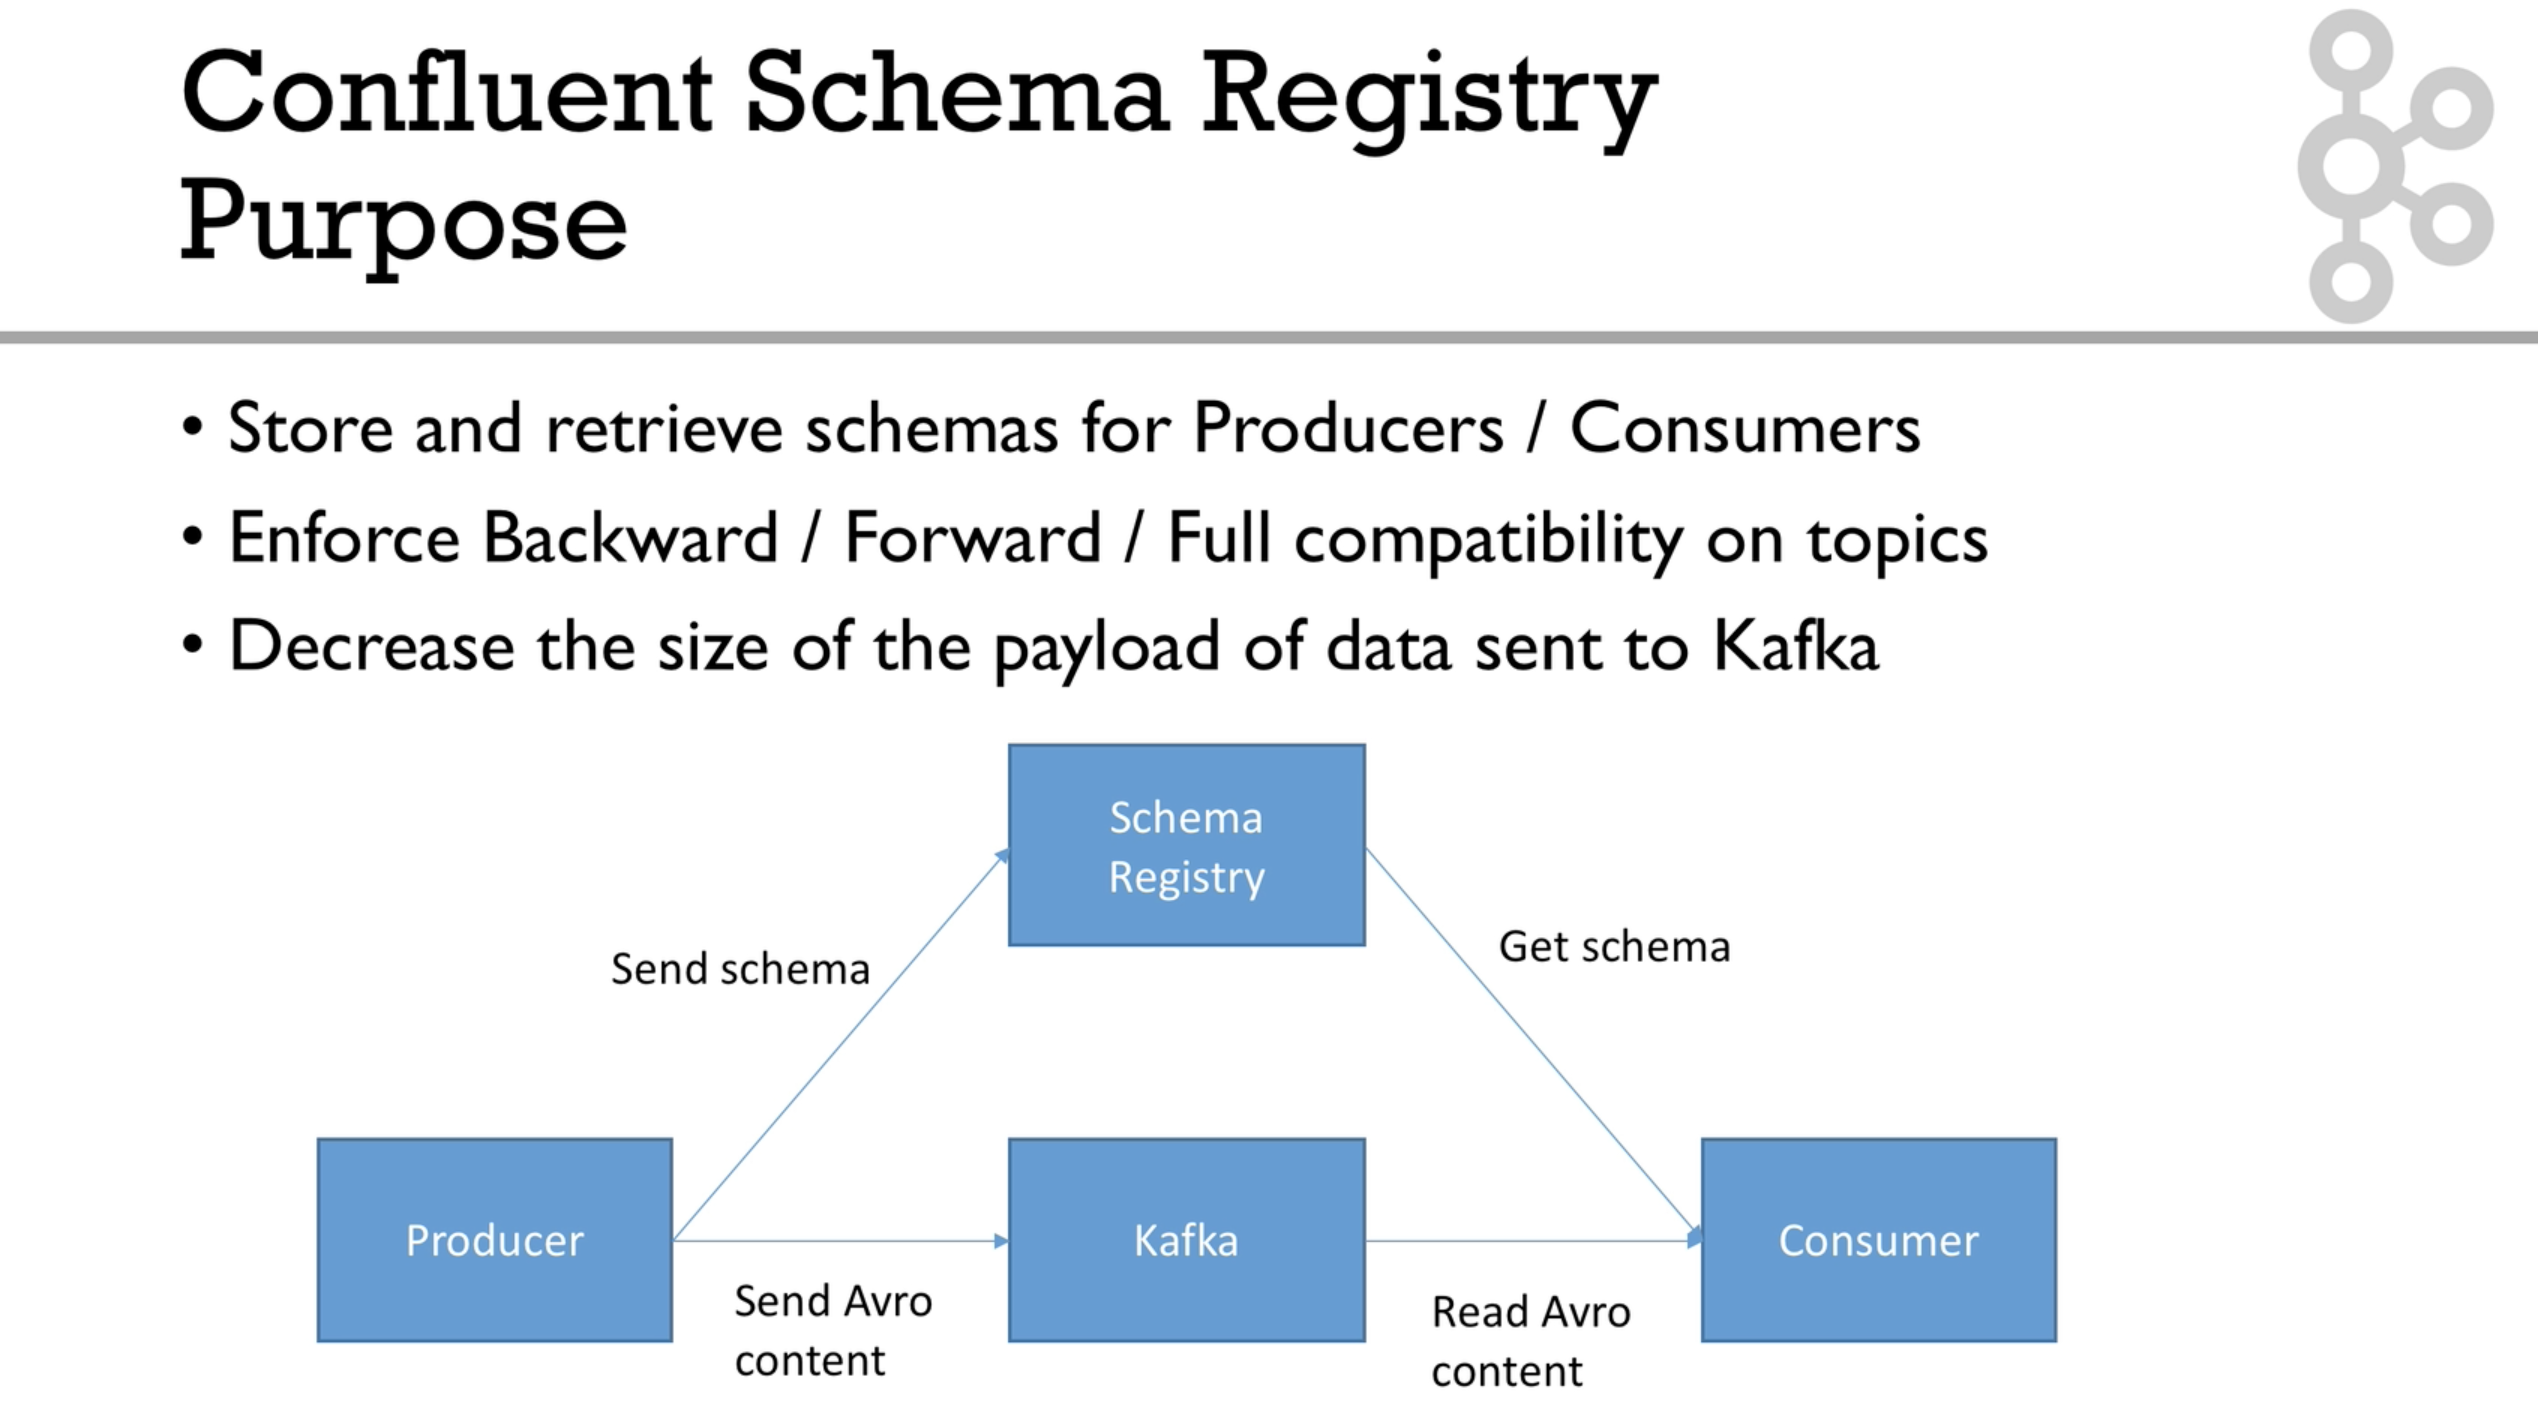 Confluent Schema Registry
Purpose
• Store and retrieve schemas for Producers / Consumers
• Enforce Backward / Forward / Full compatibility on topics
• Decrease the size of the payload of data sent to Kafka
Schema
Registry
Send schema
Get schema
Producer
Kafka
Consumer
Send Avro
content
Read Avro
content